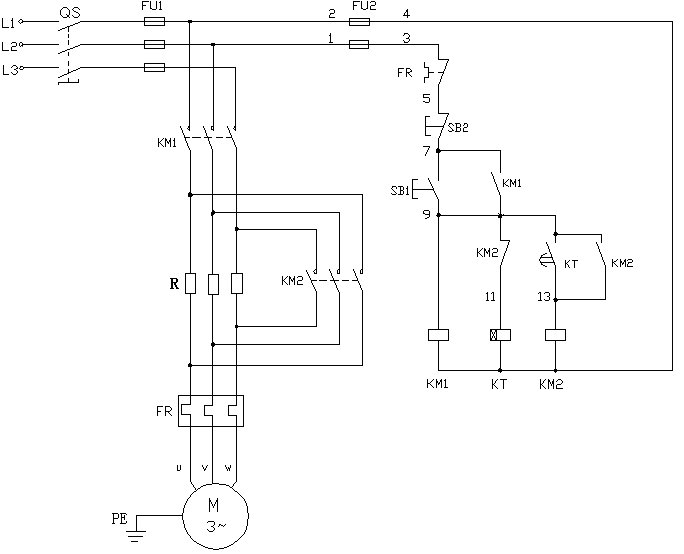 QS FU1 2 FU2 4
L1
L2 1 3
L3
FR
5
SB2
KM1 7
SB1 KM1
9
KM2 KT KM2
R KM2
11 13
KM1 KT KM2
FR
U V W
M
PE 3~